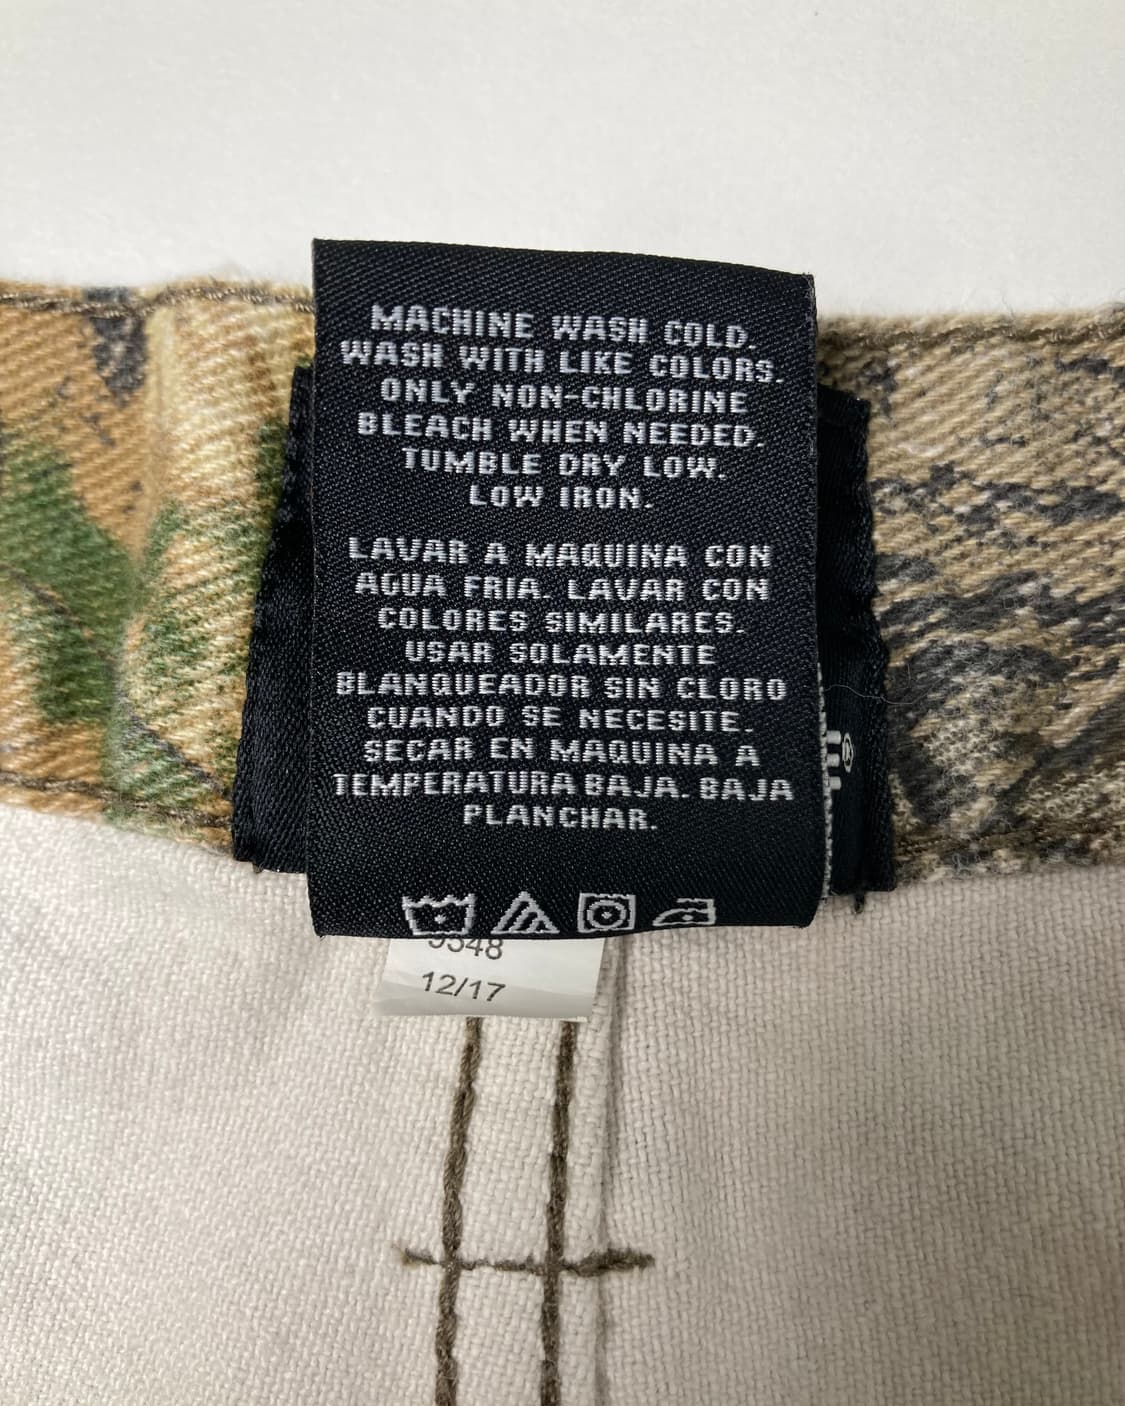 MACHINE WASH COLD.
WASH WITH LIKE COLORS.
ONLY NON-CHLORINE
BLEACH WHEN NEEDED.
TUMBLE DRY LOW.
LOW IRON.
LAVAR A MAQUINA CON
AGUA FRIA. LAVAR CON
COLORES SIMILARES.
USAR SOLAMENTE
BLANQUEADOR SIN CLORO
CUANDO SE NECESITE.
SECAR EN MAQUINA A
TEMPERATURA BAJA. BAJA
PLANCHAR.
9548
12/17